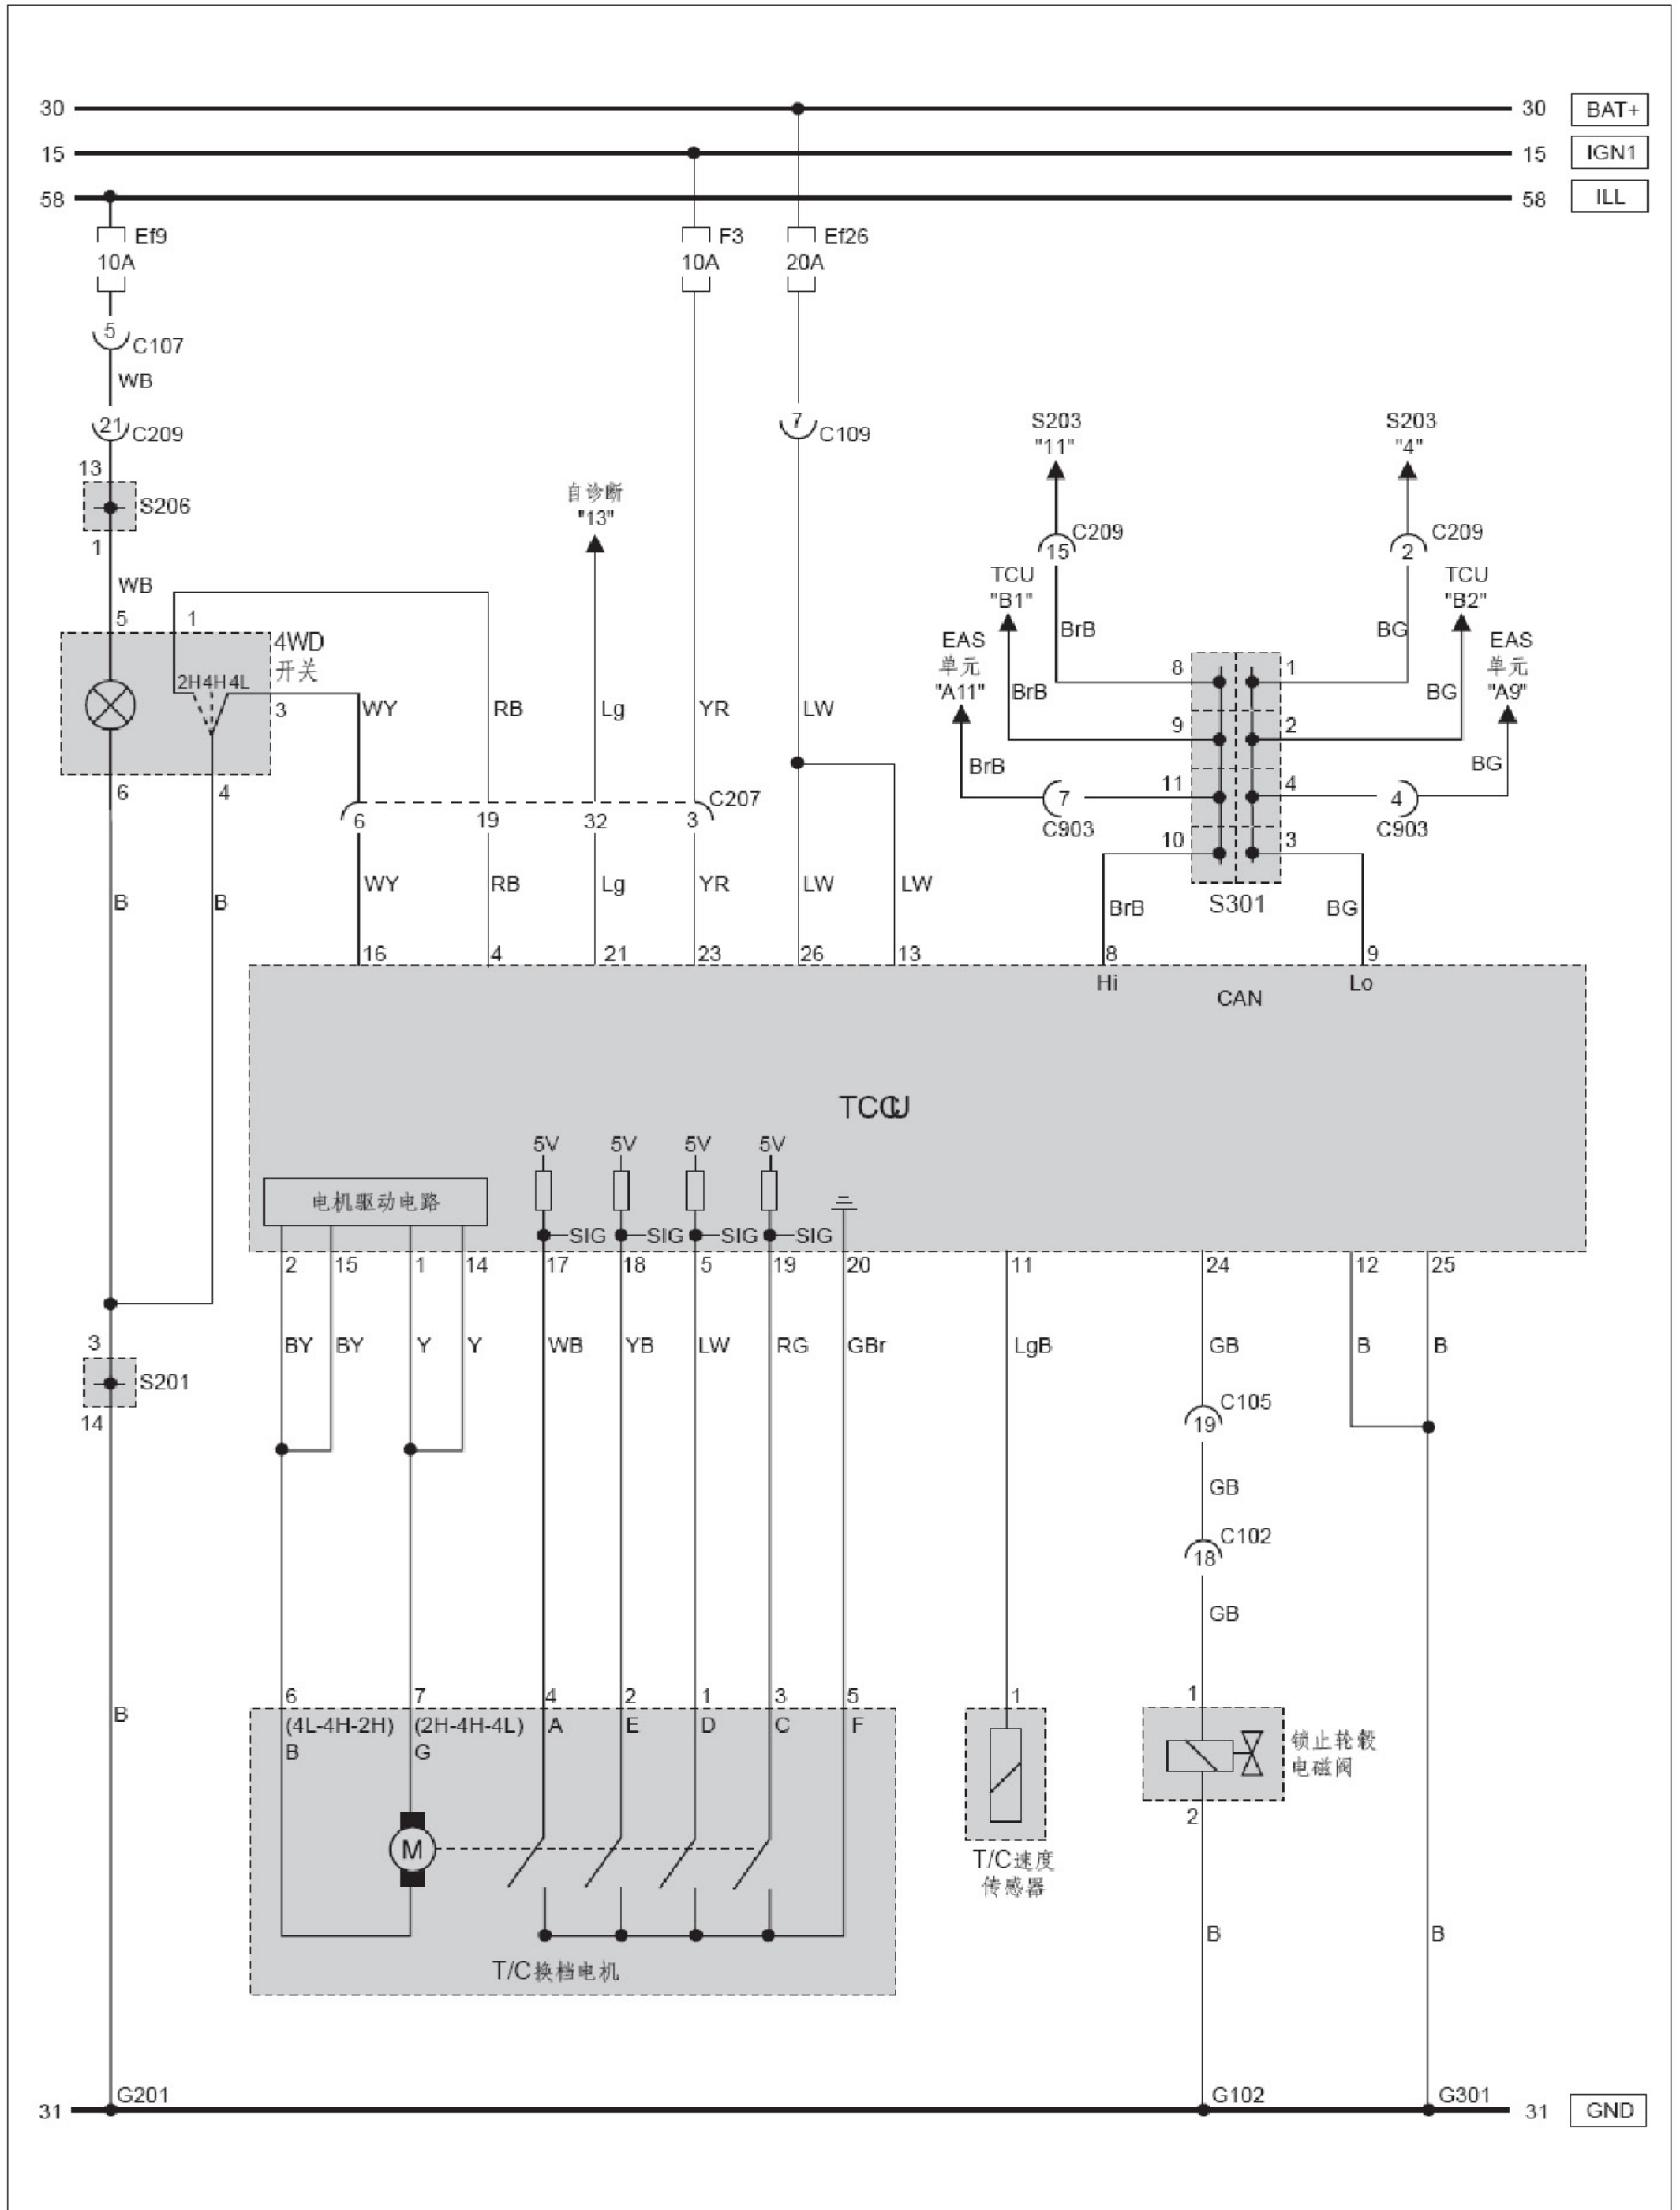 30
30
BAT+
15
15
IGN1
58
58
ILL
Ef9
10A
F3
10A
Ef26
20A
5
C107
WB
21
C209
13
S206
1
WB
7
C109
自诊断
"13"
S203
"11"
S203
"4"
C209
15
C209
2
TCU
"B1"
TCU
"B2"
BrB
BG
EAS
单元
"A11"
EAS
单元
"A9"
BrB
BG
BrB
BG
8
1
9
2
11
4
10
3
7
C903
4
C903
S301
BrB
BG
5
1
4WD
开关
2H 4H 4L
3
6
4
WY
RB
Lg
YR
LW
C207
6
19
32
3
WY
RB
Lg
YR
LW
LW
B
B
16
4
21
23
26
13
8
9
Hi
CAN
Lo
TCCU
5V
5V
5V
5V
电机驱动电路
SIG
SIG
SIG
SIG
2
15
1
14
17
18
5
19
20
11
24
12
25
BY
BY
Y
Y
WB
YB
LW
RG
GBr
LgB
GB
B
B
3
S201
14
C105
19
GB
C102
18
GB
B
6
7
4
2
1
3
5
1
1
(4L-4H-2H)
(2H-4H-4L)
A
E
D
C
F
B
G
M
T/C换档电机
T/C速度
传感器
锁止轮毂
电磁阀
2
B
B
G201
G102
G301
31
31
GND